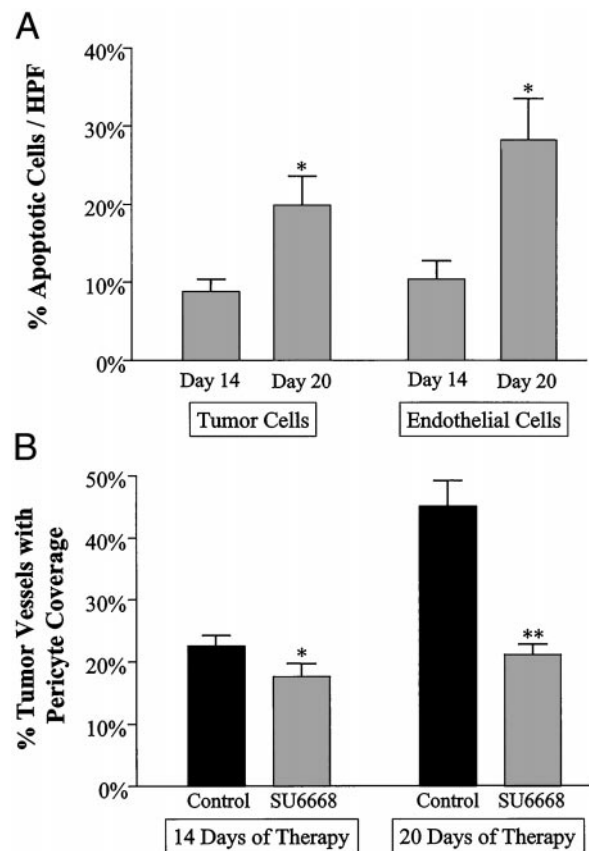 A
% Apoptotic Cells / HPF
40%
30%
20%
10%
0%
*
*
Day 14 Day 20 Day 14 Day 20
Tumor Cells Endothelial Cells
B
% Tumor Vessels with
Pericyte Coverage
50%
40%
30%
20%
10%
0%
*
**
Control SU6668 Control SU6668
14 Days of Therapy 20 Days of Therapy